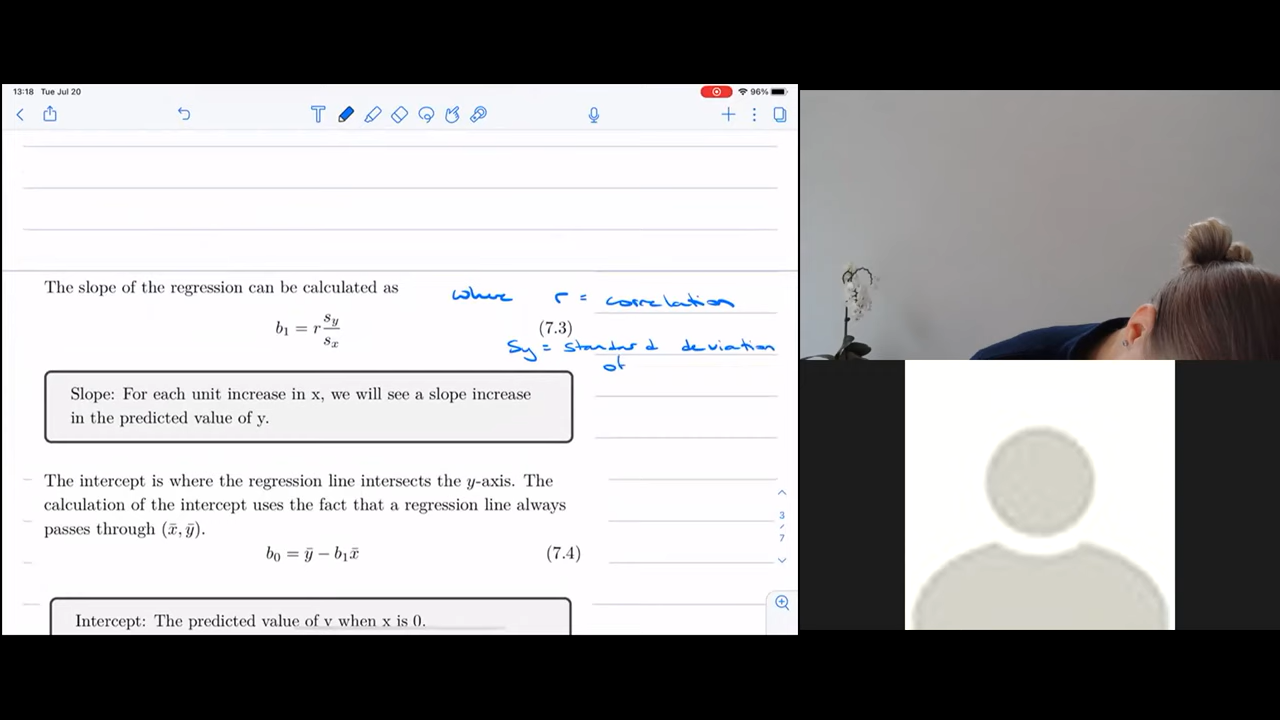 13:18 Tue Jul 20
96%
The slope of the regression can be calculated as
where r = correlation
b₁ = r s_y / s_x (7.3)
Sy = standard deviation
of
Slope: For each unit increase in x, we will see a slope increase
in the predicted value of y.
The intercept is where the regression line intersects the y-axis. The
calculation of the intercept uses the fact that a regression line always
passes through (x̄, ȳ).
b₀ = ȳ − b₁x̄ (7.4)
3
/
7
Intercept: The predicted value of y when x is 0.